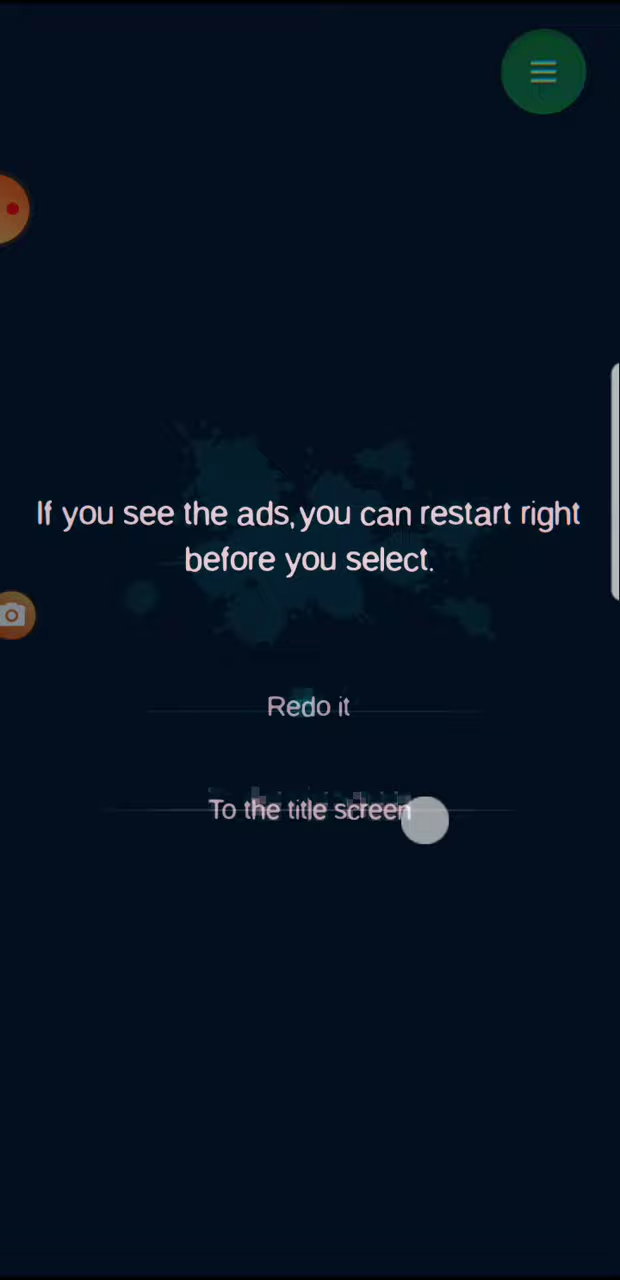 If you see the ads,you can restart right
before you select.
Redo it
To the title screen